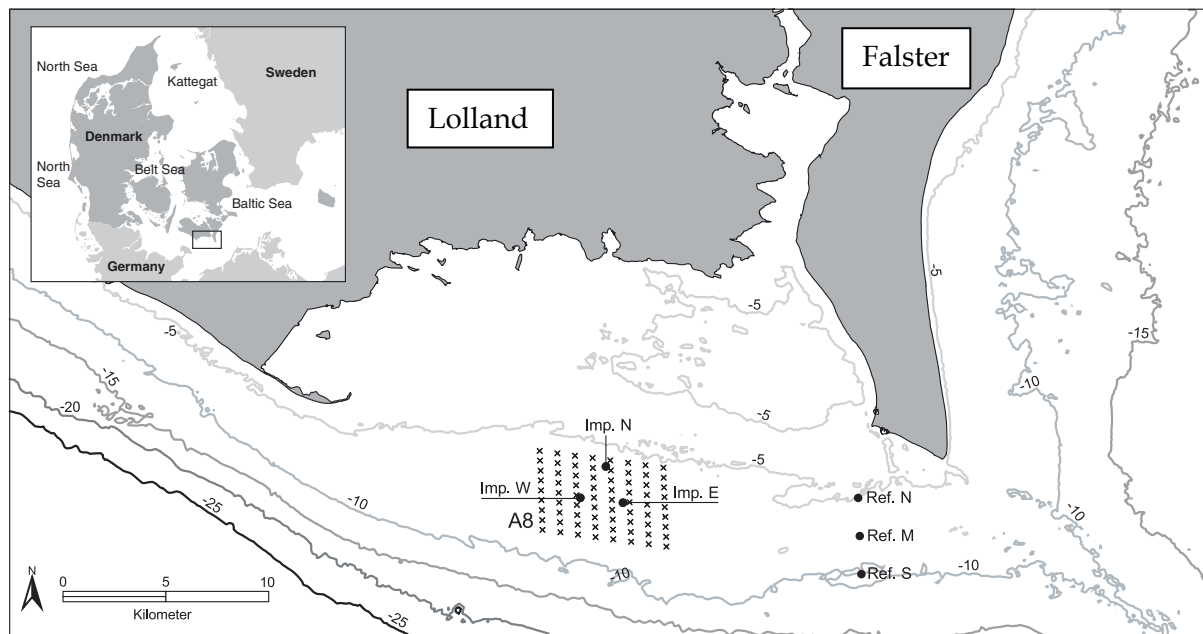 North Sea
Kattegat
Sweden
Denmark
North
Sea
Belt Sea
Baltic Sea
Germany
Lolland
Falster
-5
-5
-5
-15
-15
-10
-20
-5
-5
Imp. N
Imp. W
Imp. E
A8
Ref. N
Ref. M
Ref. S
-25
-10
-10
-10
-10
-25
N
0
5
10
Kilometer